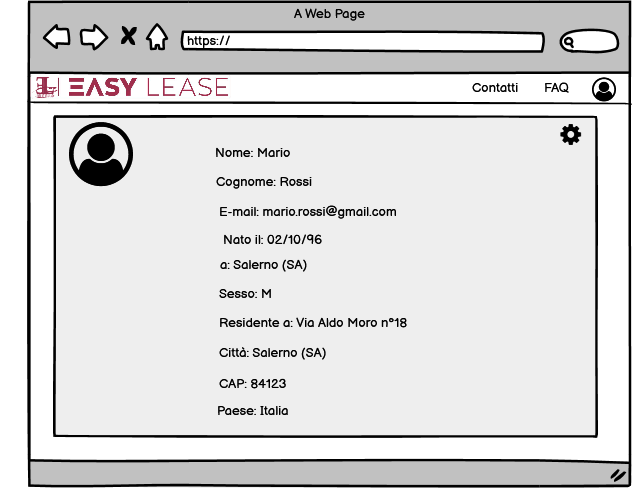 A Web Page
https://
EASY LEASE
Contatti
FAQ
Nome: Mario
Cognome: Rossi
E-mail: mario.rossi@gmail.com
Nato il: 02/10/96
a: Salerno (SA)
Sesso: M
Residente a: Via Aldo Moro n°18
Città: Salerno (SA)
CAP: 84123
Paese: Italia